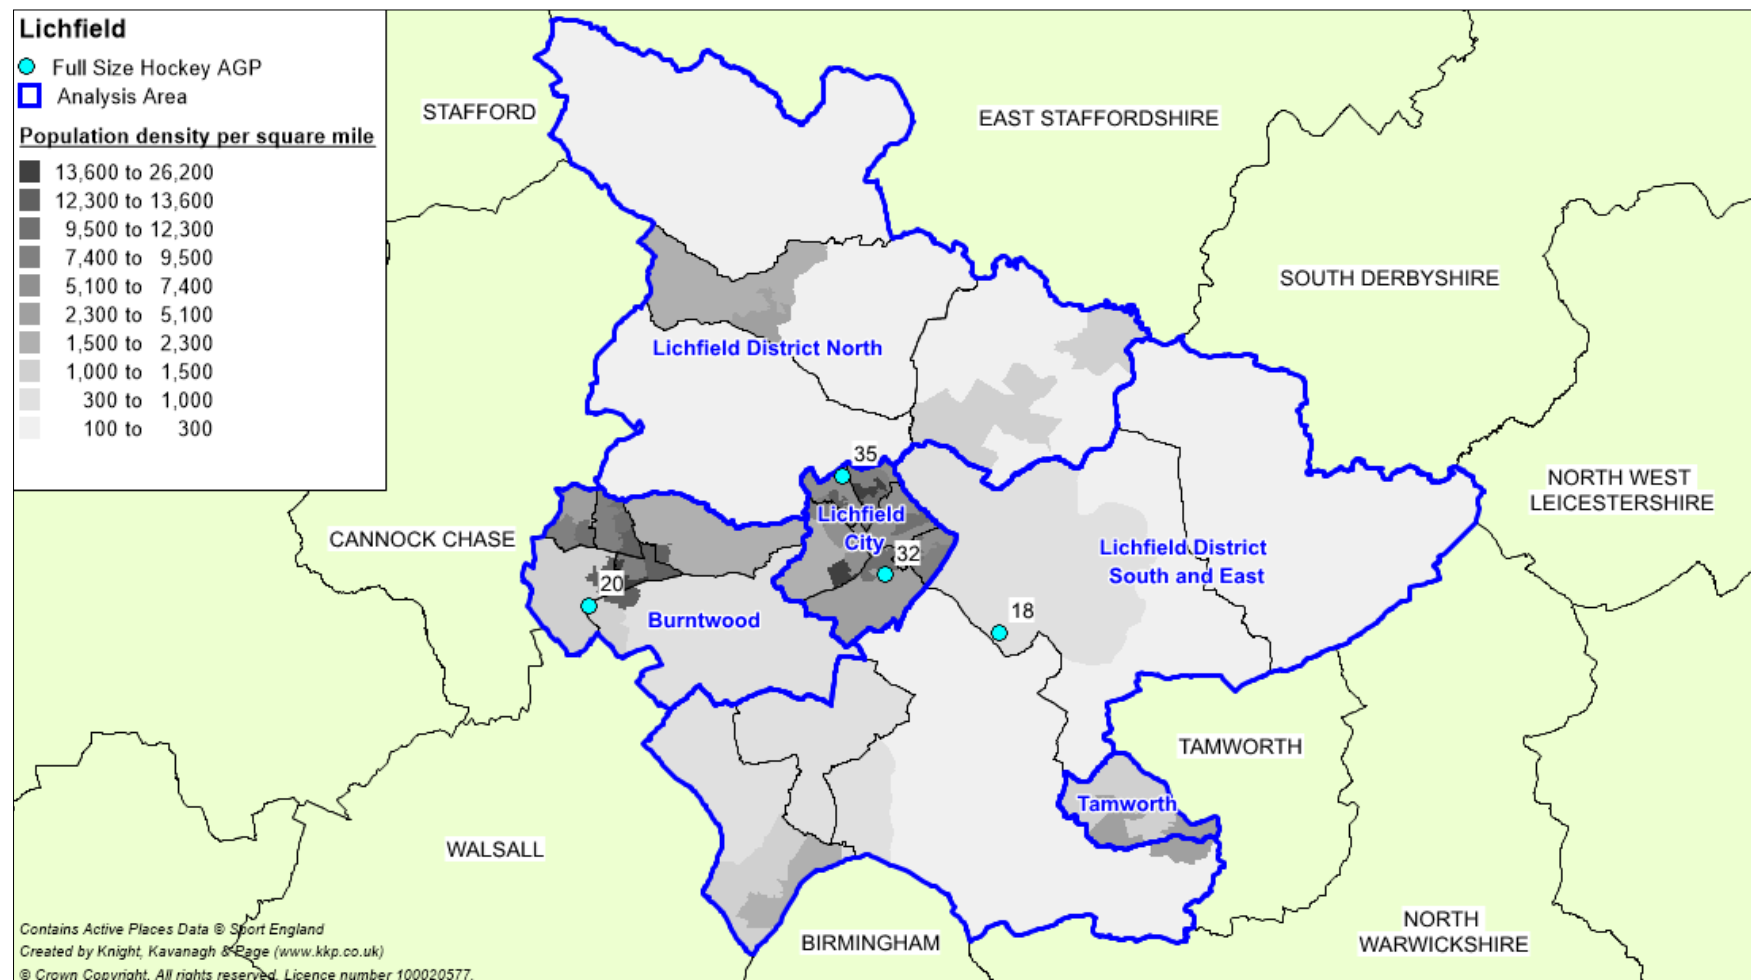 Lichfield
Full Size Hockey AGP
Analysis Area
Population density per square mile
13,600 to 26,200
12,300 to 13,600
9,500 to 12,300
7,400 to 9,500
5,100 to 7,400
2,300 to 5,100
1,500 to 2,300
1,000 to 1,500
300 to 1,000
100 to 300
STAFFORD
EAST STAFFORDSHIRE
SOUTH DERBYSHIRE
Lichfield District North
35
NORTH WEST
LEICESTERSHIRE
CANNOCK CHASE
Lichfield
City
32
Lichfield District
South and East
20
18
Burntwood
TAMWORTH
Tamworth
WALSALL
BIRMINGHAM
NORTH
WARWICKSHIRE
Contains Active Places Data © Sport England
Created by Knight, Kavanagh & Page (www.kkp.co.uk)
© Crown Copyright. All rights reserved. Licence number 100020577.